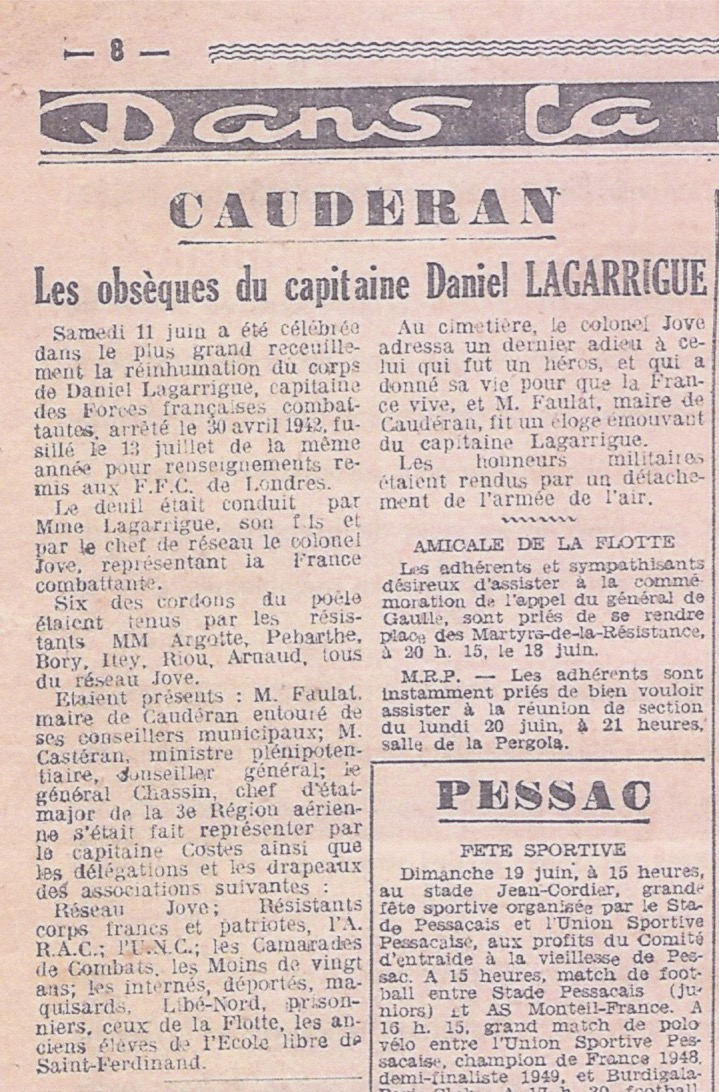 — 8 —
Dans la
CAUDERAN
Les obsèques du capitaine Daniel LAGARRIGUE
Samedi 11 juin a été célébrée
dans le plus grand receuille-
ment la réinhumation du corps
de Daniel Lagarrigue, capitaine
des Forces françaises combat-
tantes, arrêté le 30 avril 1942, fu-
sillé le 13 juillet de la même
année pour renseignements re-
mis aux F.F.C. de Londres.
Le deuil était conduit par
Mme Lagarrigue, son fils et
par le chef de réseau le colonel
Jove, représentant la France
combattante.
Six des cordons du poêle
étaient tenus par les résis-
tants MM Argotte, Pebarthe,
Bory, Itey, Riou, Arnaud, tous
du réseau Jove.
Etaient présents : M. Faulat.
maire de Caudéran entouré de
ses conseillers municipaux; M.
Castéran, ministre plénipoten-
tiaire, conseiller général; le
général Chassin, chef d'état-
major de la 3e Région aérien-
ne s'était fait représenter par
le capitaine Costes ainsi que
les délégations et les drapeaux
des associations suivantes :
Réseau Jove; Résistants
corps francs et patriotes, l'A.
R.A.C.; l'U.N.C.; les Camarades
de Combats, les Moins de vingt
ans; les internés, déportés, ma-
quisards, Libé-Nord, prison-
niers, ceux de la Flotte, les an-
ciens élèves de l'Ecole libre de
Saint-Ferdinand.
Au cimetière, le colonel Jove
adressa un dernier adieu à ce-
lui qui fut un héros, et qui a
donné sa vie pour que la Fran-
ce vive, et M. Faulat, maire de
Caudéran, fit un éloge émouvant
du capitaine Lagarrigue.
Les honneurs militaires
étaient rendus par un détache-
ment de l'armée de l'air.
AMICALE DE LA FLOTTE
Les adhérents et sympathisants
désireux d'assister à la commé-
moration de l'appel du général de
Gaulle, sont priés de se rendre
place des Martyrs-de-la-Résistance,
à 20 h. 15, le 18 juin.
M.R.P. — Les adhérents sont
instamment priés de bien vouloir
assister à la réunion de section
du lundi 20 juin, à 21 heures,
salle de la Pergola.
PESSAC
FETE SPORTIVE
Dimanche 19 juin, à 15 heures,
au stade Jean-Cordier, grande
fête sportive organisée par le Sta-
de Pessacais et l'Union Sportive
Pessacaise, aux profits du Comité
d'entraide à la vieillesse de Pes-
sac. A 15 heures, match de foot-
ball entre Stade Pessacais (ju-
niors) et AS Monteil-France. A
16 h. 15, grand match de polo
vélo entre l'Union Sportive Pes-
sacaise, champion de France 1948,
demi-finaliste 1949, et Burdigala-